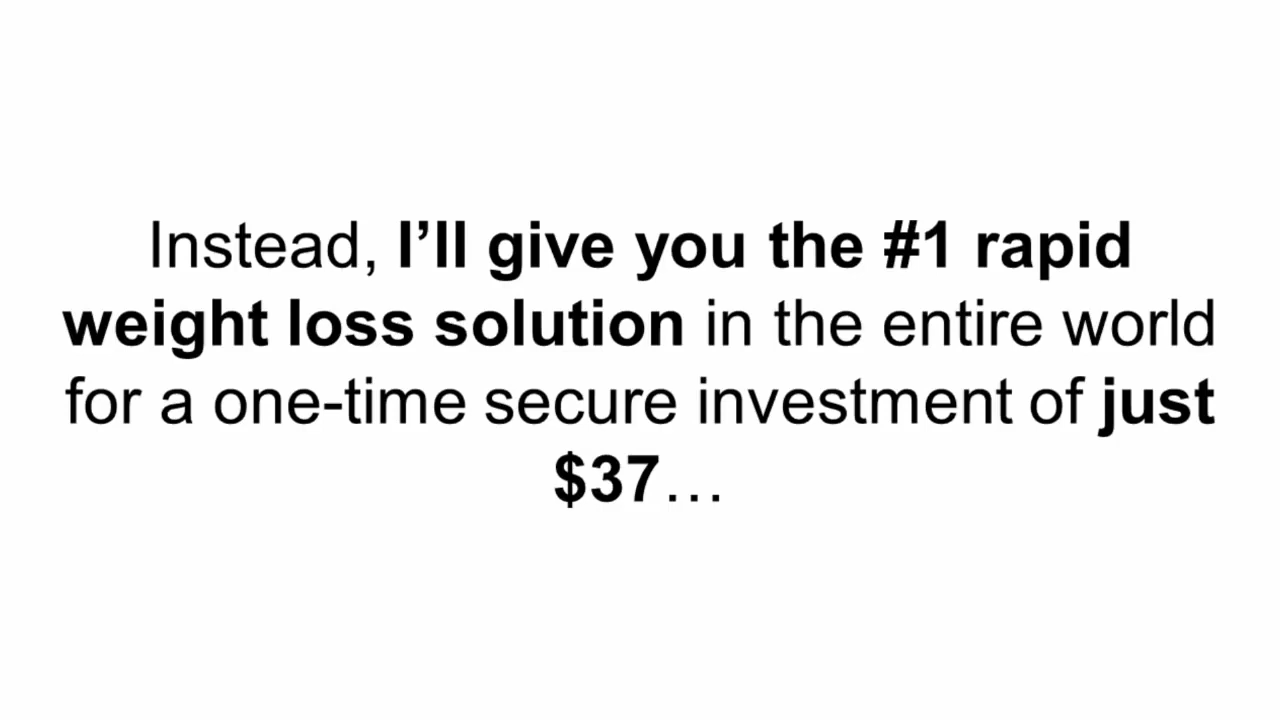 Instead, I’ll give you the #1 rapid
weight loss solution in the entire world
for a one-time secure investment of just
$37…